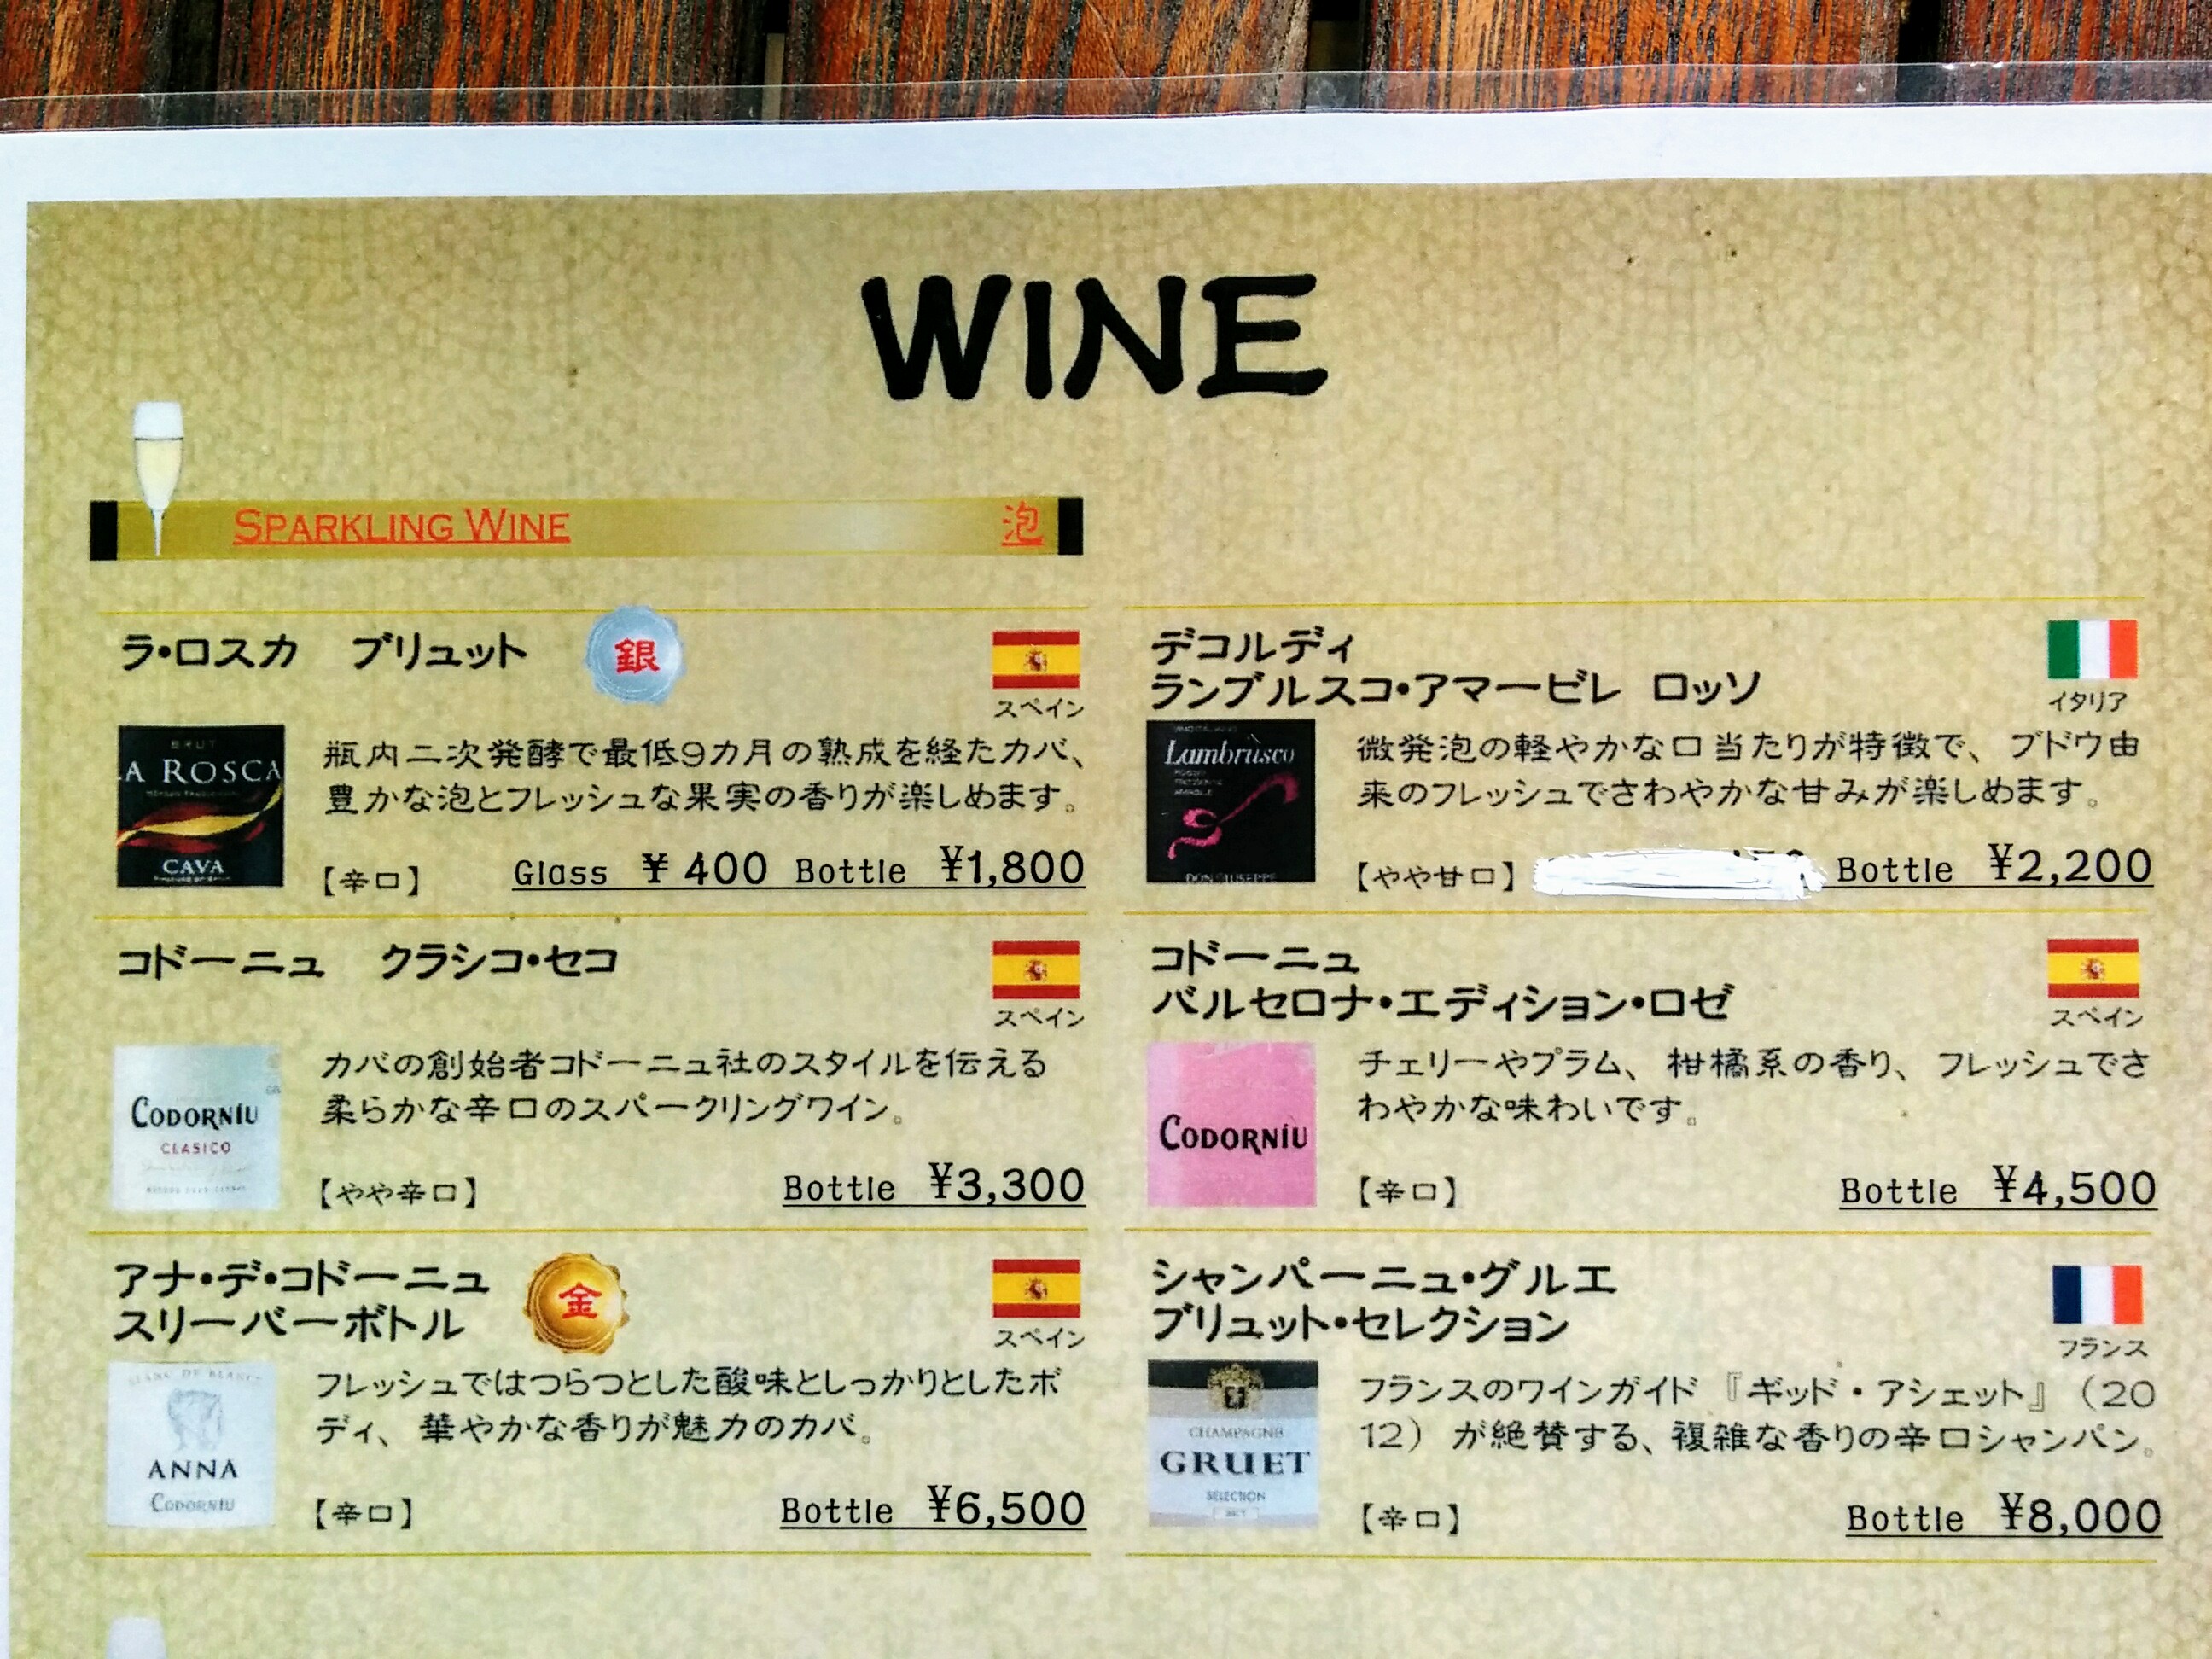 WINE
SPARKLING WINE 泡
ラ・ロスカ ブリュット 銀
スペイン
BRUT
LA ROSCA
CAVA
瓶内二次発酵で最低9カ月の熟成を経たカバ、
豊かな泡とフレッシュな果実の香りが楽しめます。
【辛口】 Glass ¥400 Bottle ¥1,800
デコルディ
ランブルスコ・アマービレ ロッソ
イタリア
Lambrusco
DON GIUSEPPE
微発泡の軽やかな口当たりが特徴で、ブドウ由
来のフレッシュでさわやかな甘みが楽しめます。
【やや甘口】 Bottle ¥2,200
コドーニュ クラシコ・セコ
スペイン
CODORNÍU
CLASICO
カバの創始者コドーニュ社のスタイルを伝える
柔らかな辛口のスパークリングワイン。
【やや辛口】 Bottle ¥3,300
コドーニュ
バルセロナ・エディション・ロゼ
スペイン
CODORNÍU
チェリーやプラム、柑橘系の香り、フレッシュでさ
わやかな味わいです。
【辛口】 Bottle ¥4,500
アナ・デ・コドーニュ
スリーバーボトル
金
スペイン
BLANC DE BLANCS
ANNA
CODORNÍU
フレッシュではつらつとした酸味としっかりとしたボ
ディ、華やかな香りが魅力のカバ。
【辛口】 Bottle ¥6,500
シャンパーニュ・グルエ
ブリュット・セレクション
フランス
CHAMPAGNE
GRUET
SELECTION
フランスのワインガイド『ギッド・アシェット』（20
12）が絶賛する、複雑な香りの辛口シャンパン。
【辛口】 Bottle ¥8,000